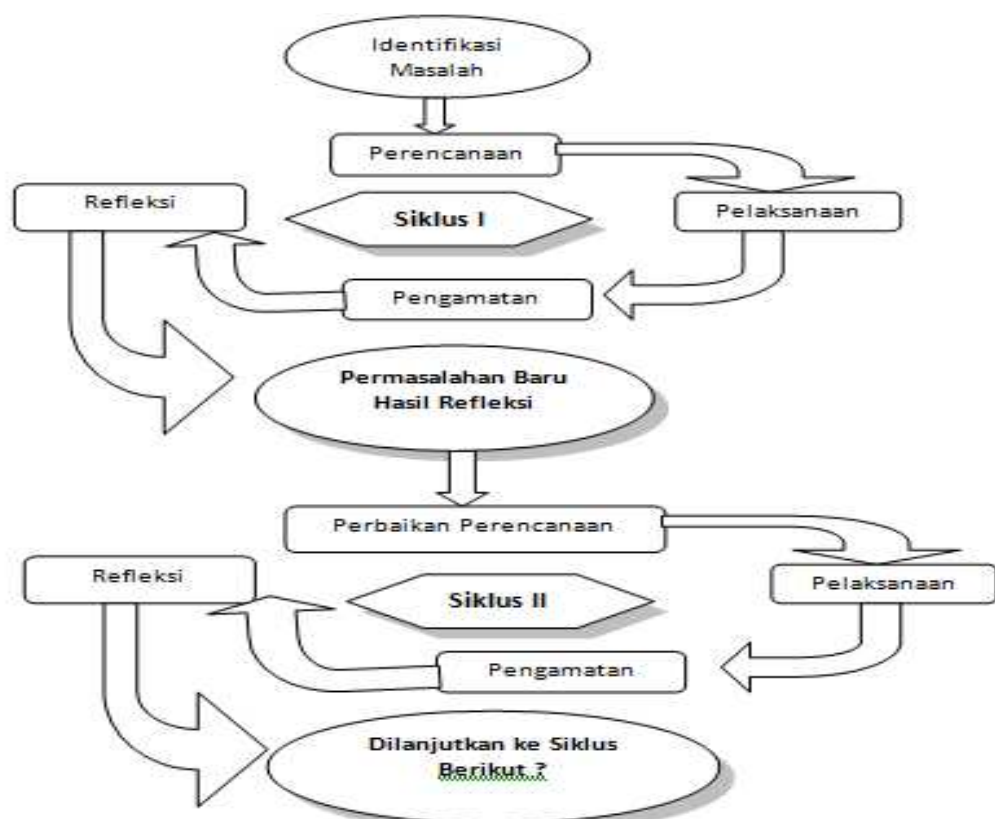 Identifikasi
Masalah
Perencanaan
Refleksi
Siklus I
Pelaksanaan
Pengamatan
Permasalahan Baru
Hasil Refleksi
Perbaikan Perencanaan
Refleksi
Siklus II
Pelaksanaan
Pengamatan
Dilanjutkan ke Siklus
Berikut ?